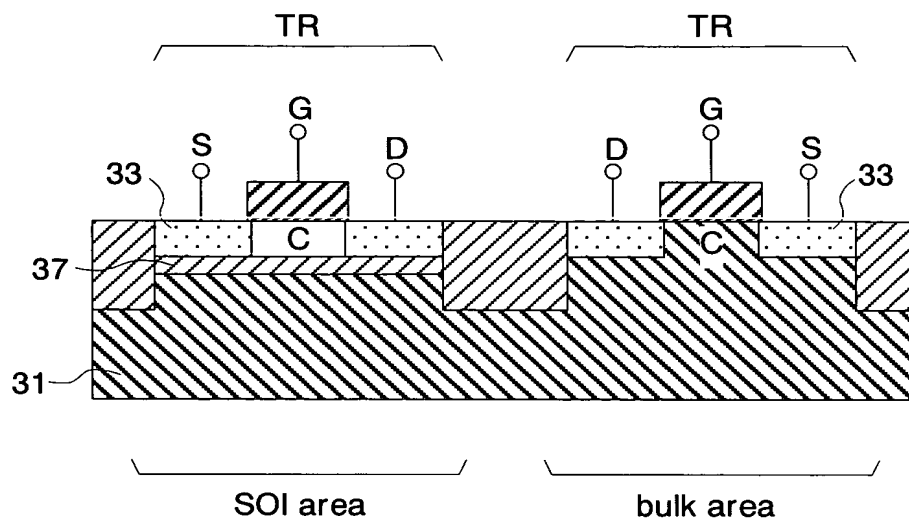 TR TR
G G
S D D S
33 33
C C
37
31
SOI area bulk area